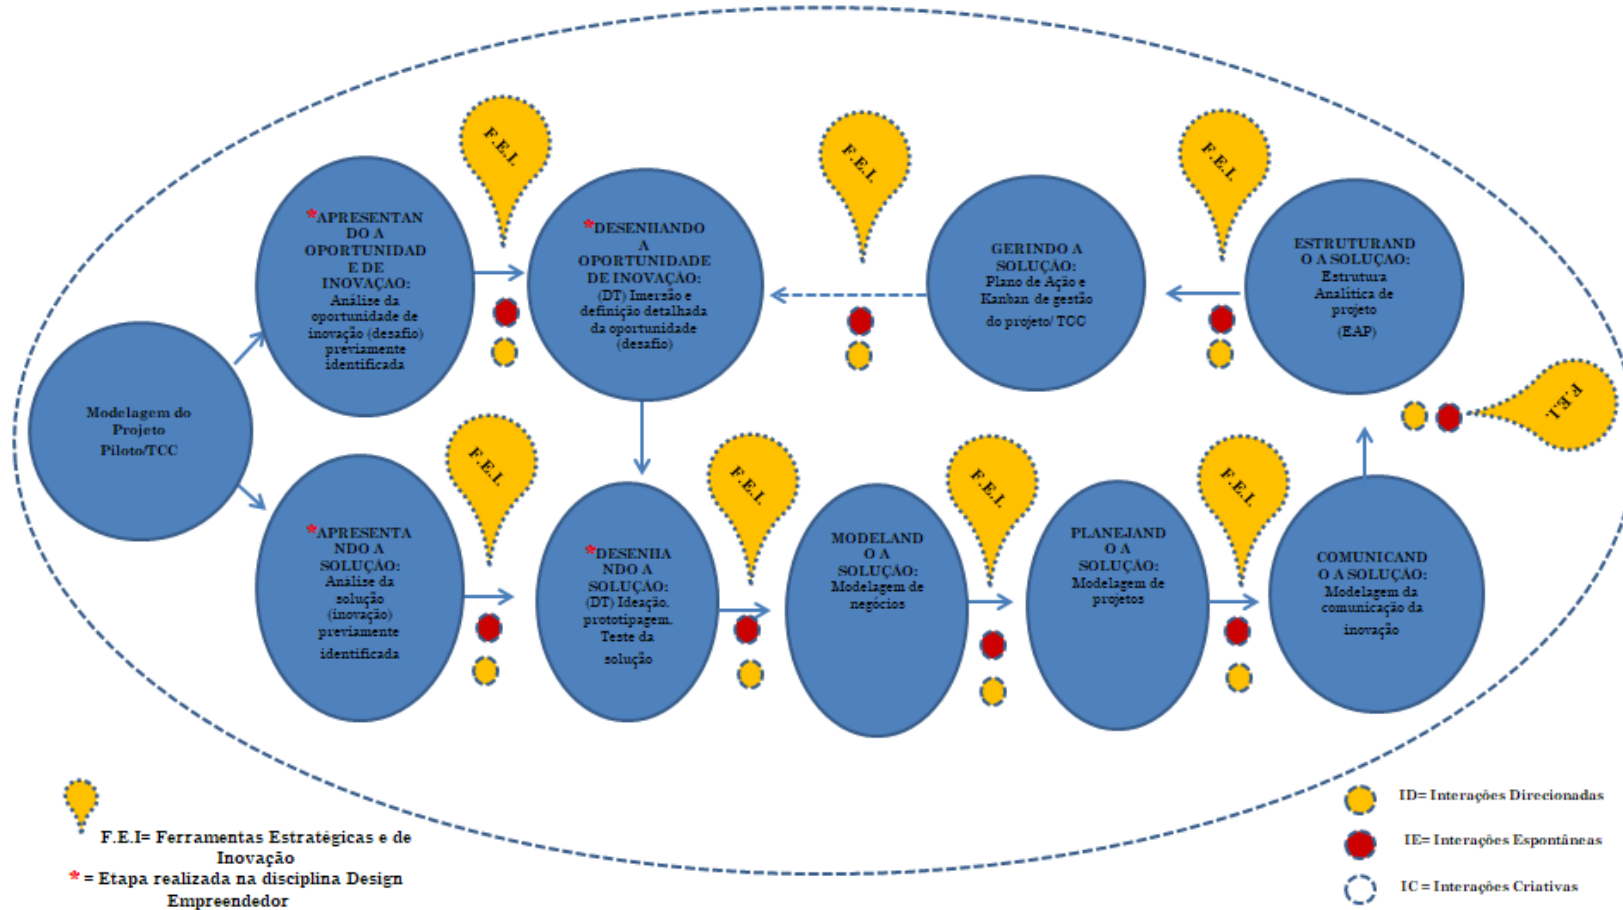 Modelagem do
Projeto
Piloto/TCC
*APRESENTAN
DO A
OPORTUNIDAD
E DE
INOVAÇÃO:
Análise da
oportunidade de
inovação (desafio)
previamente
identificada
F.E.I.
*DESENHANDO
A
OPORTUNIDADE
DE INOVAÇÃO:
(DT) Imersão e
definição detalhada
da oportunidade
(desafio)
F.E.I.
GERINDO A
SOLUÇÃO:
Plano de Ação e
Kanban de gestão
do projeto/ TCC
F.E.I.
ESTRUTURAND
O A SOLUÇÃO:
Estrutura
Analítica de
projeto
(EAP)
F.E.I.
*APRESENTA
NDO A
SOLUÇÃO:
Análise da
solução
(inovação)
previamente
identificada
F.E.I.
*DESENHA
NDO A
SOLUÇÃO:
(DT) Ideação,
prototipagem,
Teste da
solução
F.E.I.
MODELAND
O A
SOLUÇÃO:
Modelagem de
negócios
F.E.I.
PLANEJAND
O A
SOLUÇÃO:
Modelagem de
projetos
F.E.I.
COMUNICAND
O A SOLUÇÃO:
Modelagem da
comunicação da
inovação
F.E.I= Ferramentas Estratégicas e de
Inovação
* = Etapa realizada na disciplina Design
Empreendedor
ID= Interações Direcionadas
IE= Interações Espontâneas
IC = Interações Criativas